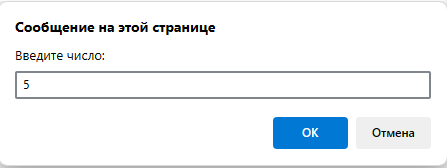 Сообщение на этой странице
Введите число:
5
OK
Отмена